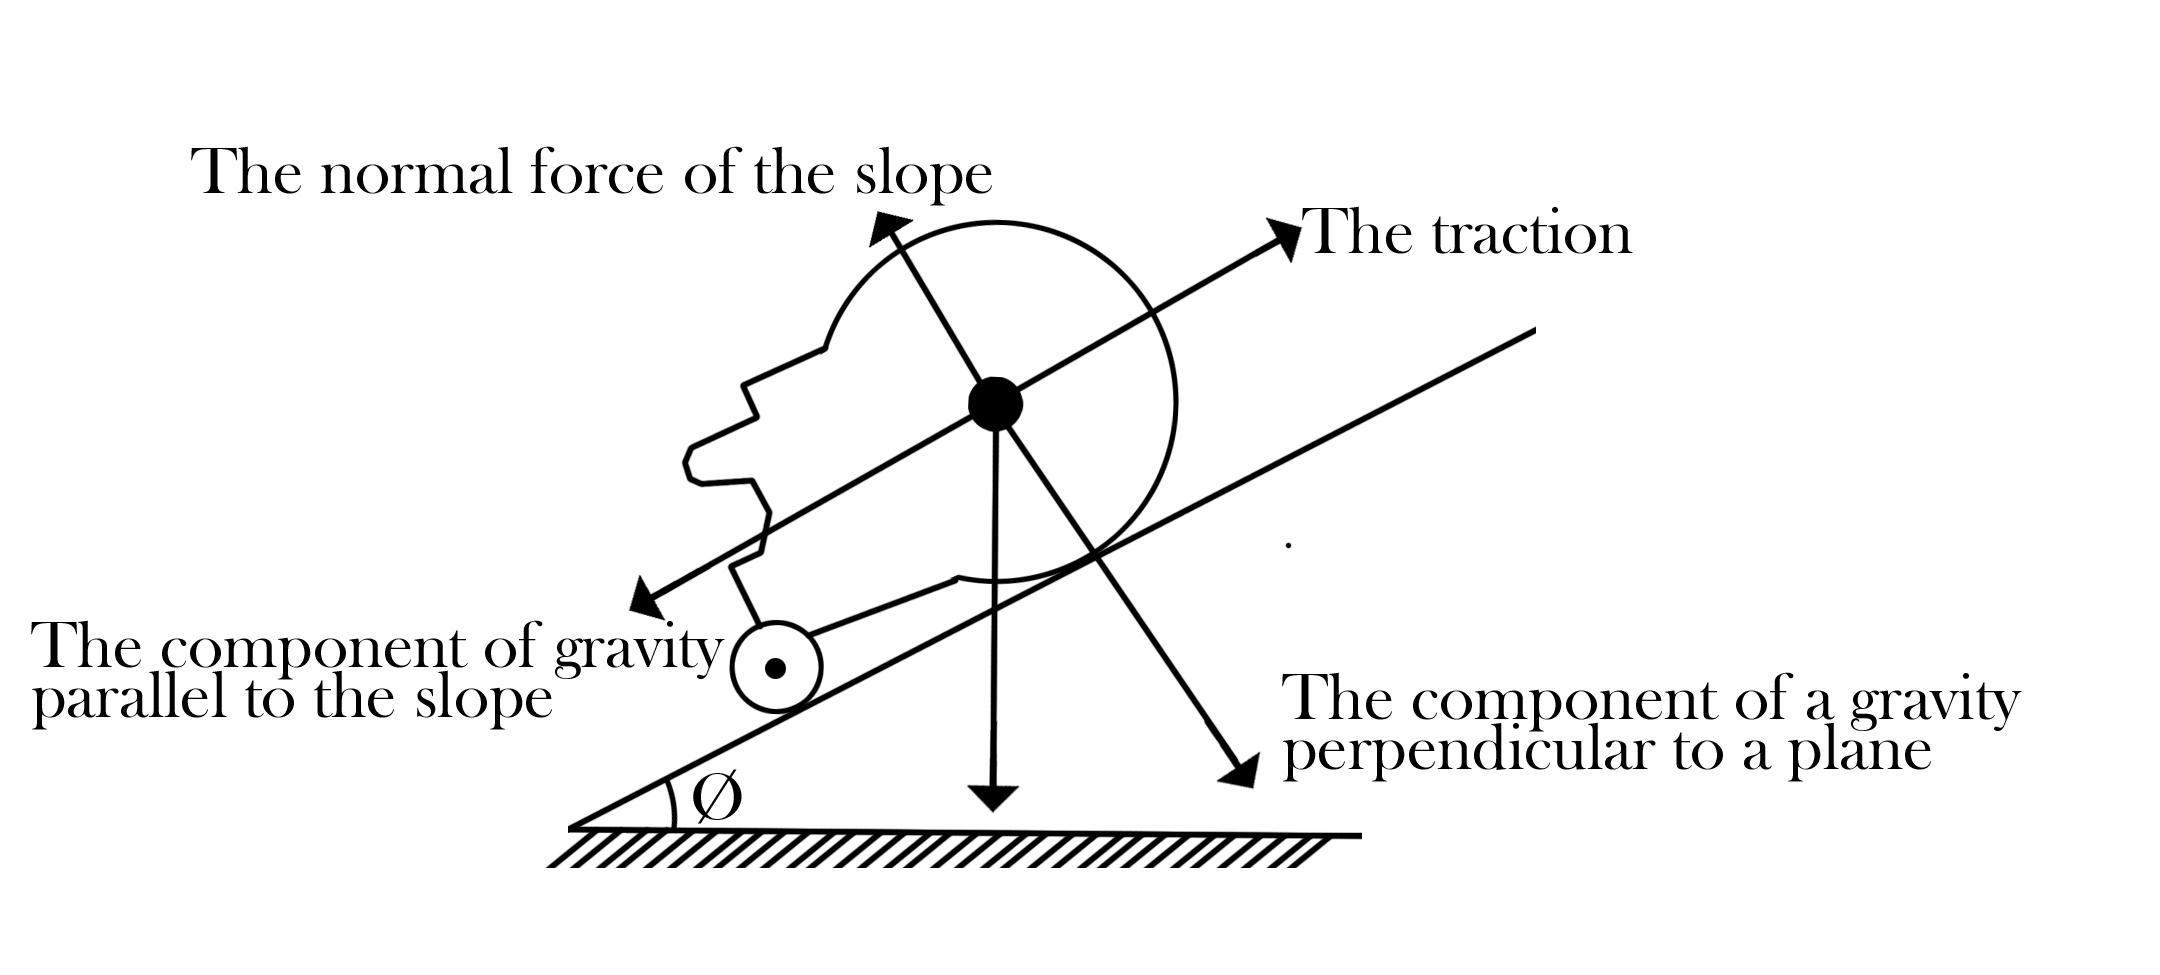 The normal force of the slope
The traction
The component of gravity
parallel to the slope
The component of a gravity
perpendicular to a plane
Ø